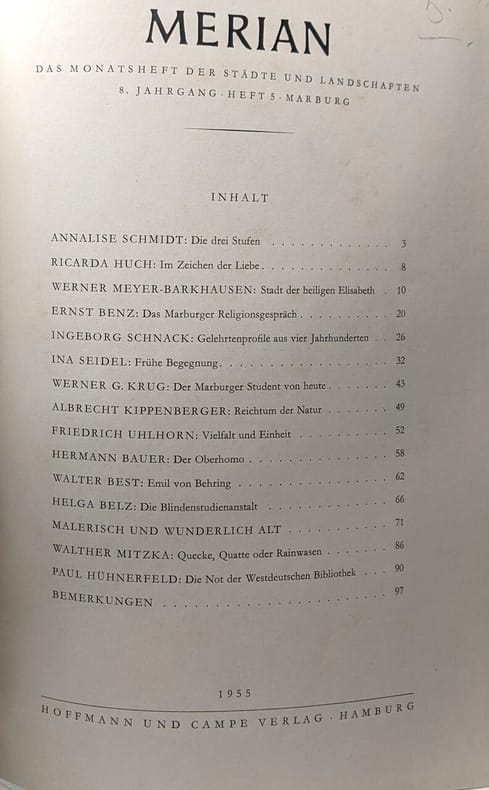 MERIAN
DAS MONATSHEFT DER STÄDTE UND LANDSCHAFTEN
8. JAHRGANG · HEFT 5 · MARBURG
INHALT
ANNALISE SCHMIDT: Die drei Stufen . . . . . . . . . . . . . 3
RICARDA HUCH: Im Zeichen der Liebe . . . . . . . . . . . . . 8
WERNER MEYER-BARKHAUSEN: Stadt der heiligen Elisabeth . 10
ERNST BENZ: Das Marburger Religionsgespräch . . . . . . . . . 20
INGEBORG SCHNACK: Gelehrtenprofile aus vier Jahrhunderten . . 26
INA SEIDEL: Frühe Begegnung . . . . . . . . . . . . . . . . 32
WERNER G. KRUG: Der Marburger Student von heute . . . . . . . 43
ALBRECHT KIPPENBERGER: Reichtum der Natur . . . . . . . 49
FRIEDRICH UHLHORN: Vielfalt und Einheit . . . . . . . . . . 52
HERMANN BAUER: Der Oberhomo . . . . . . . . . . . . . . 58
WALTER BEST: Emil von Behring . . . . . . . . . . . . . . . 62
HELGA BELZ: Die Blindenstudienanstalt . . . . . . . . . . . . 66
MALERISCH UND WUNDERLICH ALT . . . . . . . . . . . 71
WALTHER MITZKA: Quecke, Quatte oder Rainwasen . . . . . . . 86
PAUL HÜHNERFELD: Die Not der Westdeutschen Bibliothek . . . 90
BEMERKUNGEN . . . . . . . . . . . . . . . . . . . . . 97
1955
HOFFMANN UND CAMPE VERLAG · HAMBURG